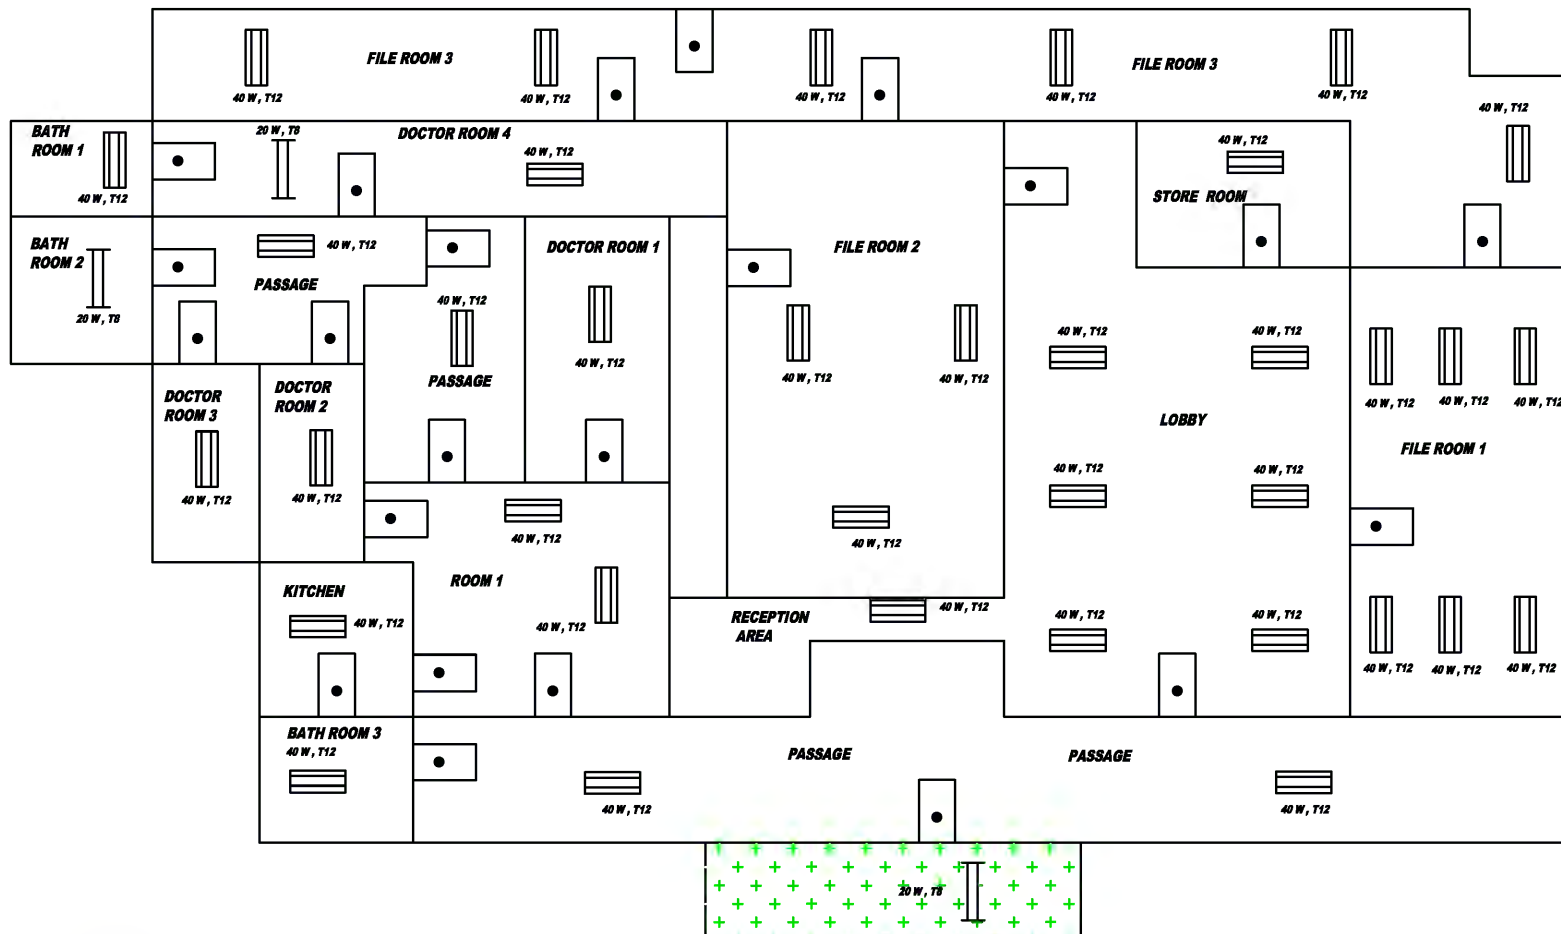 FILE ROOM 3
FILE ROOM 3
40 W , T12
40 W , T12
40 W , T12
40 W , T12
40 W , T12
40 W , T12
BATH
ROOM 1
40 W , T12
20 W , T8
DOCTOR ROOM 4
40 W , T12
40 W , T12
STORE ROOM
BATH
ROOM 2
20 W , T8
40 W , T12
PASSAGE
DOCTOR ROOM 1
40 W , T12
FILE ROOM 2
40 W , T12
40 W , T12
40 W , T12
PASSAGE
40 W , T12
40 W , T12
40 W , T12
LOBBY
40 W , T12
40 W , T12
40 W , T12
40 W , T12
40 W , T12
40 W , T12
40 W , T12
FILE ROOM 1
40 W , T12
40 W , T12
40 W , T12
DOCTOR
ROOM 3
40 W , T12
DOCTOR
ROOM 2
40 W , T12
40 W , T12
ROOM 1
40 W , T12
KITCHEN
40 W , T12
RECEPTION
AREA
40 W , T12
BATH ROOM 3
40 W , T12
PASSAGE
PASSAGE
40 W , T12
40 W , T12
20 W , T8